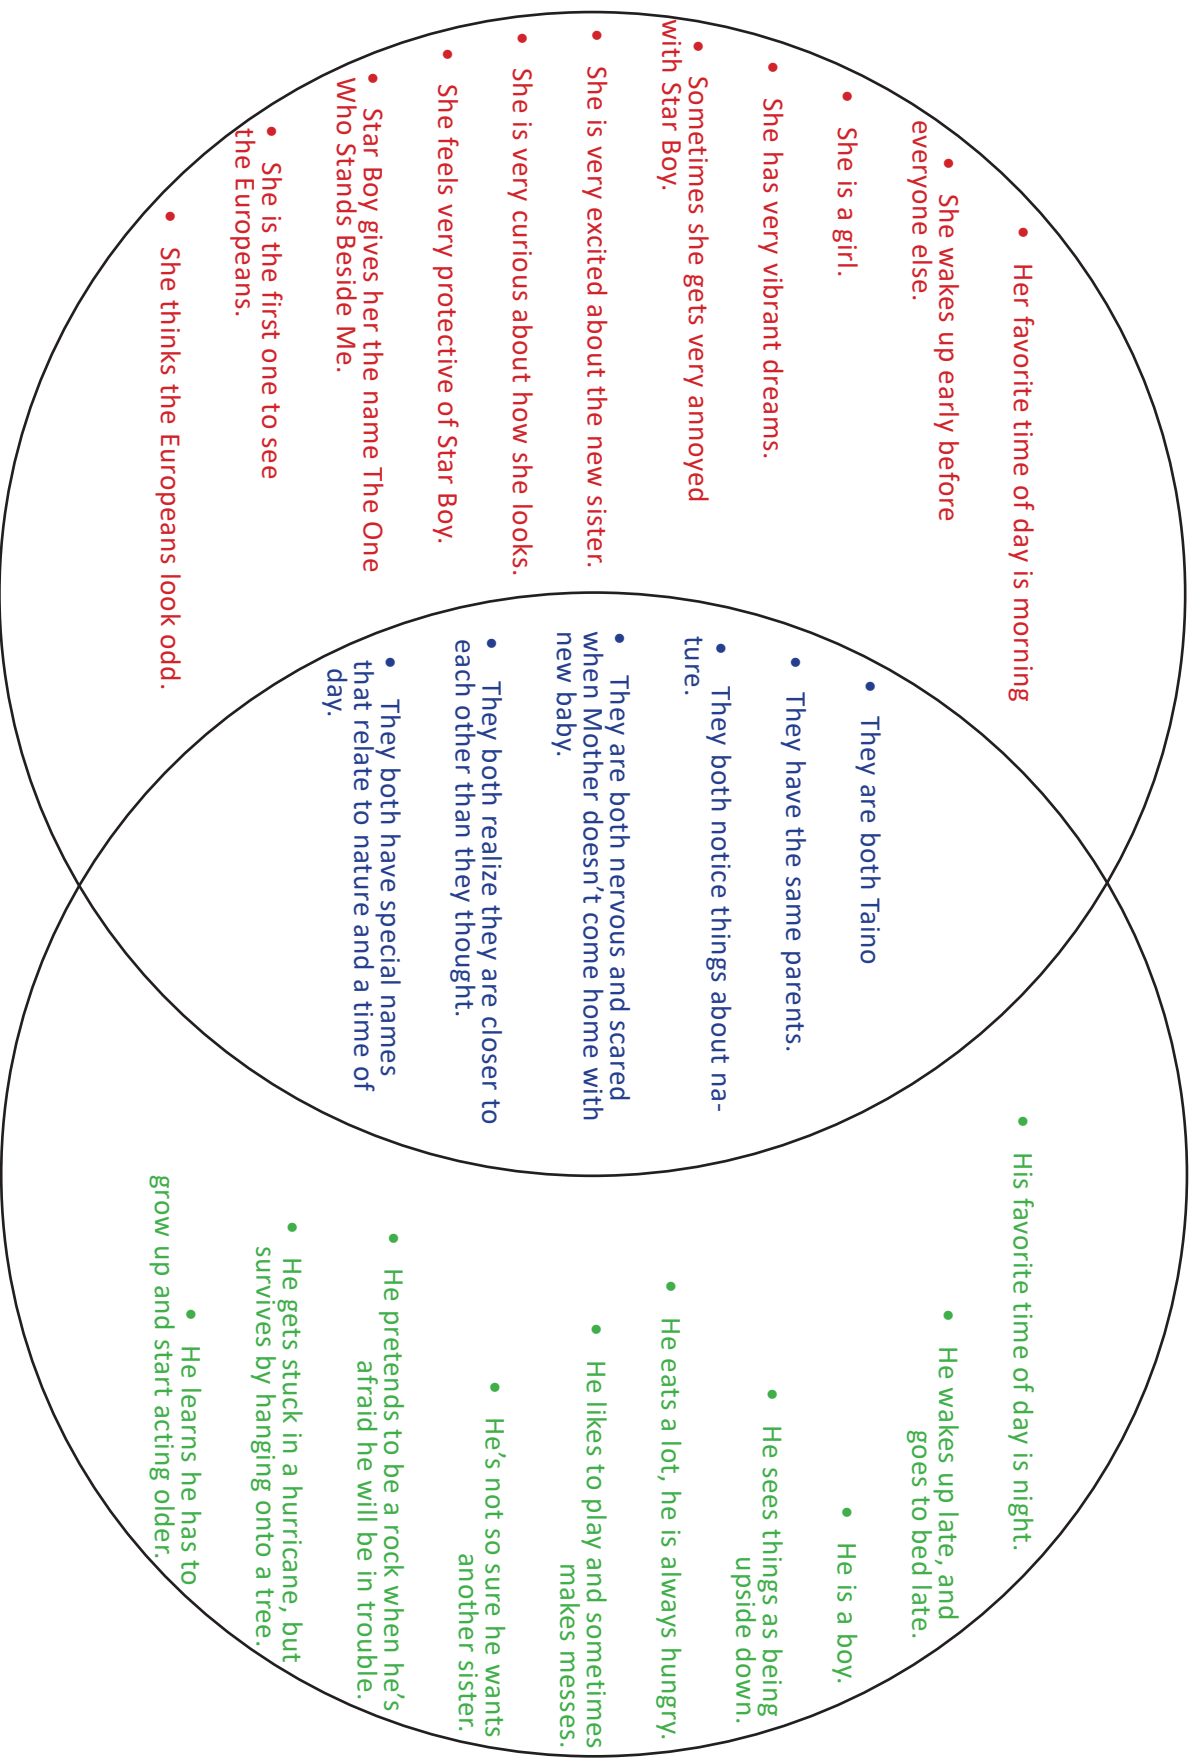 • Her favorite time of day is morning
• She wakes up early before
everyone else.
• She is a girl.
• She has very vibrant dreams.
• Sometimes she gets very annoyed
with Star Boy.
• She is very excited about the new sister.
• She is very curious about how she looks.
• She feels very protective of Star Boy.
• Star Boy gives her the name The One
Who Stands Beside Me.
• She is the first one to see
the Europeans.
• She thinks the Europeans look odd.
• They are both Taino
• They have the same parents.
• They both notice things about na-
ture.
• They are both nervous and scared
when Mother doesn’t come home with
new baby.
• They both realize they are closer to
each other than they thought.
• They both have special names
that relate to nature and a time of
day.
• His favorite time of day is night.
• He wakes up late, and
goes to bed late.
• He is a boy.
• He sees things as being
upside down.
• He eats a lot, he is always hungry.
• He likes to play and sometimes
makes messes.
• He’s not so sure he wants
another sister.
• He pretends to be a rock when he’s
afraid he will be in trouble.
• He gets stuck in a hurricane, but
survives by hanging onto a tree.
• He learns he has to
grow up and start acting older.